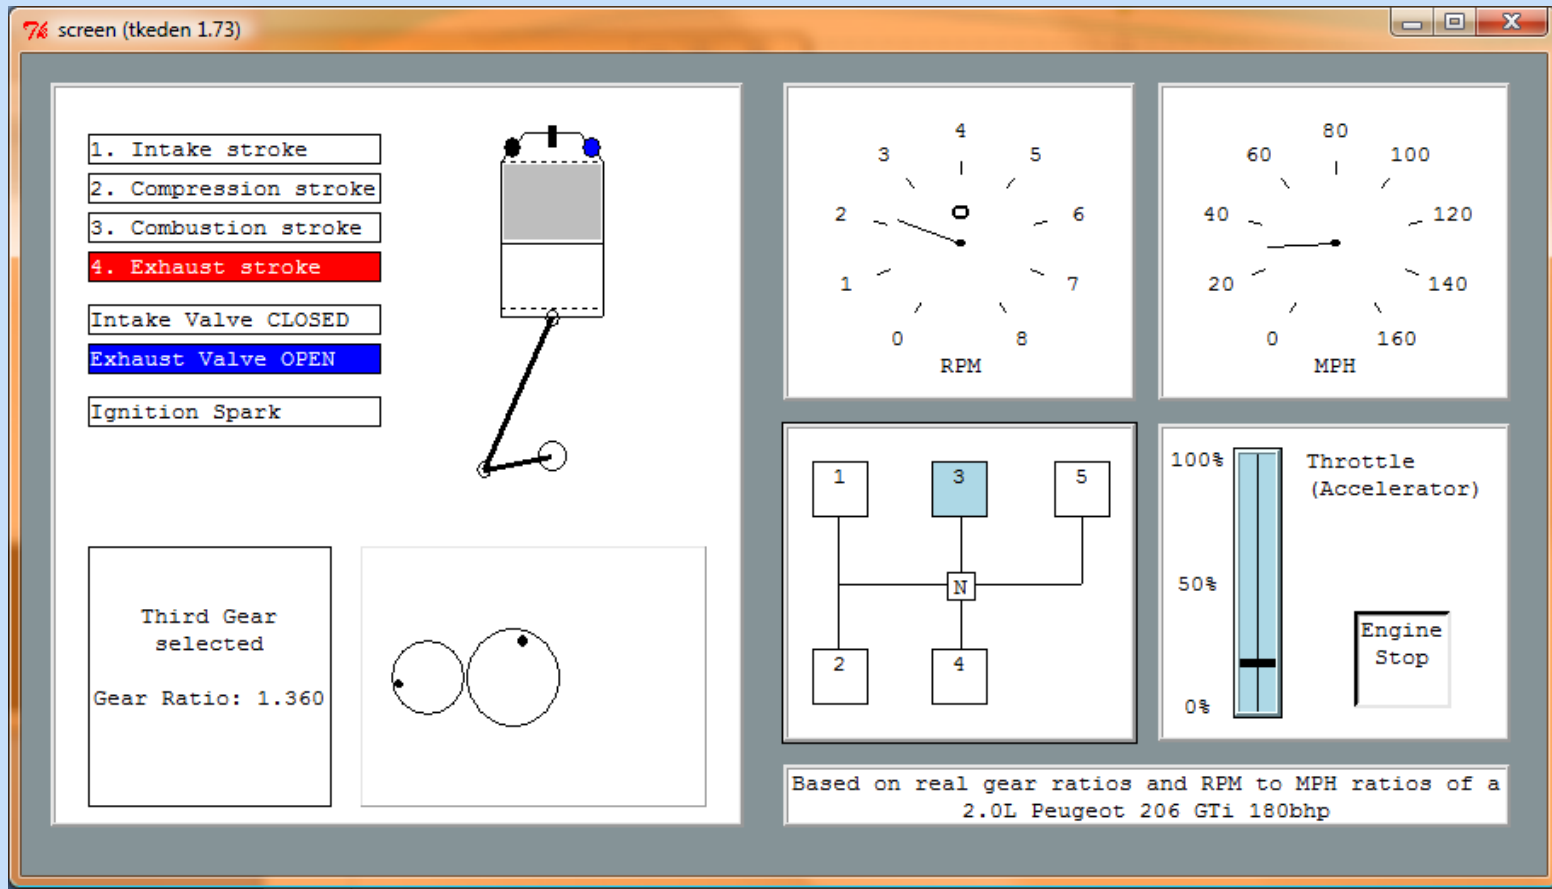 screen (tkeden 1.73)
1. Intake stroke
2. Compression stroke
3. Combustion stroke
4. Exhaust stroke
Intake Valve CLOSED
Exhaust Valve OPEN
Ignition Spark
Third Gear
selected
Gear Ratio: 1.360
4
3
5
2
6
1
7
0
8
RPM
80
60
100
40
120
20
140
0
160
MPH
1
3
5
N
2
4
100%
Throttle
(Accelerator)
50%
Engine
Stop
0%
Based on real gear ratios and RPM to MPH ratios of a
2.0L Peugeot 206 GTi 180bhp